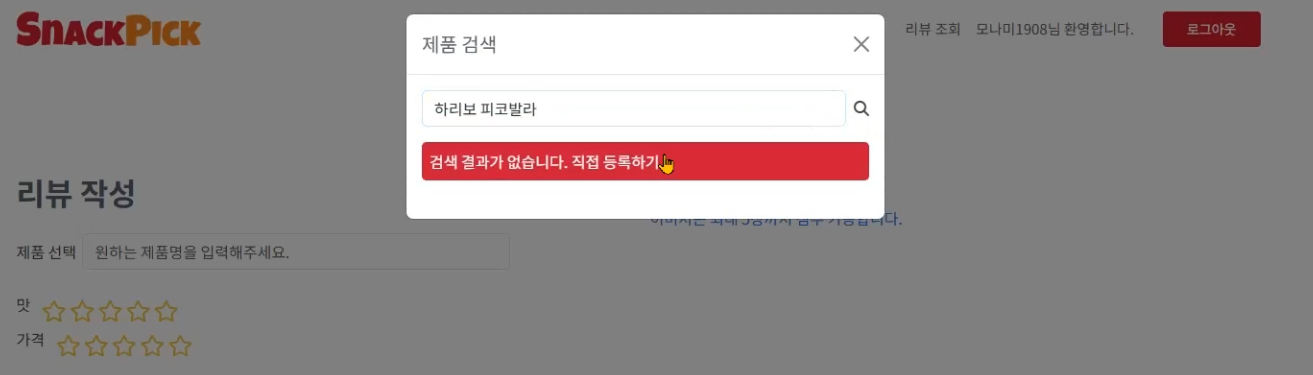 SnackPick
리뷰 조회 모나미1908님 환영합니다. 로그아웃
제품 검색
하리보 피코발라
검색 결과가 없습니다. 직접 등록하기
리뷰 작성
제품 선택 원하는 제품명을 입력해주세요.
맛
가격